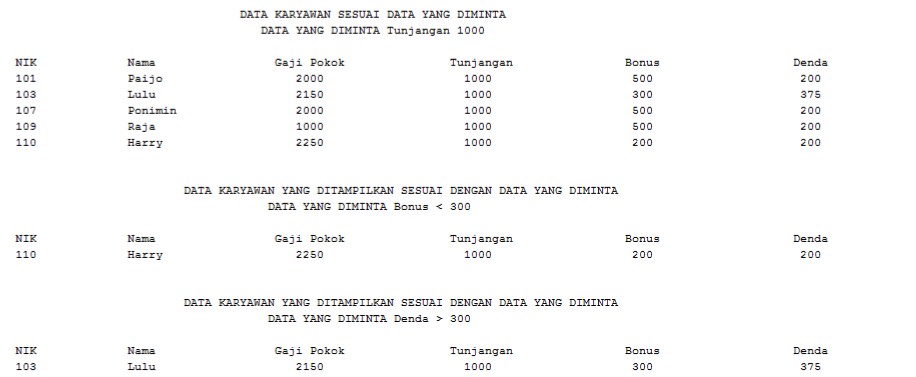 DATA KARYAWAN SESUAI DATA YANG DIMINTA
DATA YANG DIMINTA Tunjangan 1000
NIK Nama Gaji Pokok Tunjangan Bonus Denda
101 Paijo 2000 1000 500 200
103 Lulu 2150 1000 300 375
107 Ponimin 2000 1000 500 200
109 Raja 1000 1000 500 200
110 Harry 2250 1000 200 200
DATA KARYAWAN YANG DITAMPILKAN SESUAI DENGAN DATA YANG DIMINTA
DATA YANG DIMINTA Bonus < 300
NIK Nama Gaji Pokok Tunjangan Bonus Denda
110 Harry 2250 1000 200 200
DATA KARYAWAN YANG DITAMPILKAN SESUAI DENGAN DATA YANG DIMINTA
DATA YANG DIMINTA Denda > 300
NIK Nama Gaji Pokok Tunjangan Bonus Denda
103 Lulu 2150 1000 300 375